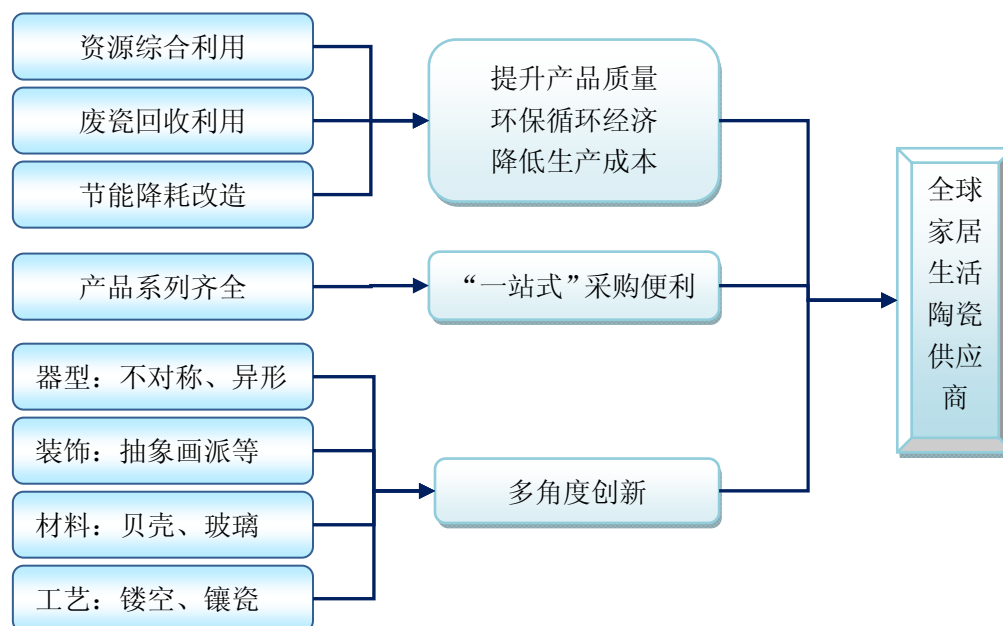 资源综合利用
废瓷回收利用
节能降耗改造
提升产品质量
环保循环经济
降低生产成本
产品系列齐全
“一站式”采购便利
器型：不对称、异形
装饰：抽象画派等
材料：贝壳、玻璃
工艺：镂空、镶瓷
多角度创新
全球
家居
生活
陶瓷
供应
商